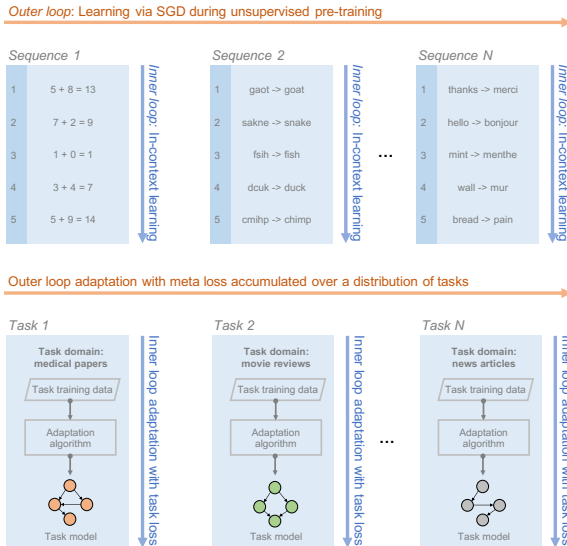 Outer loop: Learning via SGD during unsupervised pre-training
Sequence 1
1 5 + 8 = 13
2 7 + 2 = 9
3 1 + 0 = 1
4 3 + 4 = 7
5 5 + 9 = 14
Inner loop: In-context learning
Sequence 2
1 gaot -> goat
2 sakne -> snake
3 fsih -> fish
4 dcuk -> duck
5 cmihp -> chimp
Inner loop: In-context learning
...
Sequence N
1 thanks -> merci
2 hello -> bonjour
3 mint -> menthe
4 wall -> mur
5 bread -> pain
Inner loop: In-context learning
Outer loop adaptation with meta loss accumulated over a distribution of tasks
Task 1
Task domain:
medical papers
Task training data
Adaptation
algorithm
Task model
Inner loop adaptation with task loss
Task 2
Task domain:
movie reviews
Task training data
Adaptation
algorithm
Task model
Inner loop adaptation with task loss
...
Task N
Task domain:
news articles
Task training data
Adaptation
algorithm
Task model
Inner loop adaptation with task loss